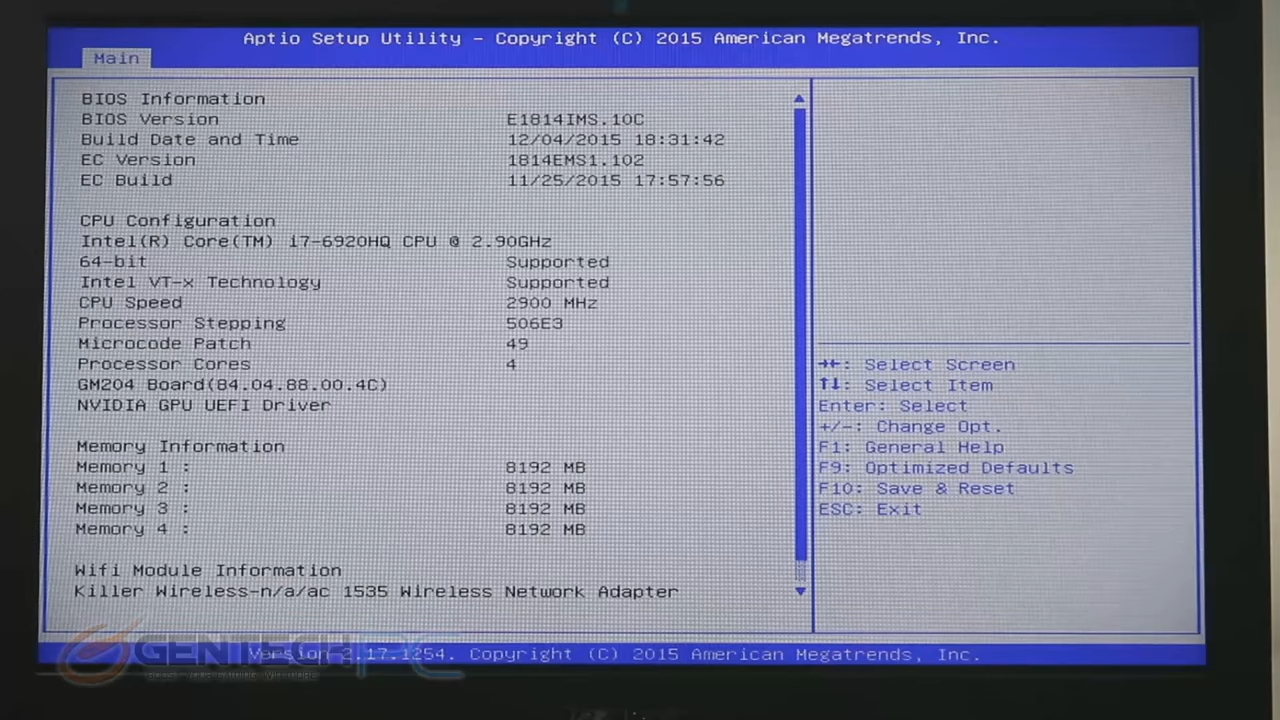 Aptio Setup Utility – Copyright (C) 2015 American Megatrends, Inc.
Main
BIOS Information
BIOS Version E1814IMS.10C
Build Date and Time 12/04/2015 18:31:42
EC Version 1814EMS1.102
EC Build 11/25/2015 17:57:56
CPU Configuration
Intel(R) Core(TM) i7-6920HQ CPU @ 2.90GHz
64-bit Supported
Intel VT-x Technology Supported
CPU Speed 2900 MHz
Processor Stepping 506E3
Microcode Patch 49
Processor Cores 4
GM204 Board(84.04.88.00.4C)
NVIDIA GPU UEFI Driver
Memory Information
Memory 1 : 8192 MB
Memory 2 : 8192 MB
Memory 3 : 8192 MB
Memory 4 : 8192 MB
Wifi Module Information
Killer Wireless-n/a/ac 1535 Wireless Network Adapter
→←: Select Screen
↑↓: Select Item
Enter: Select
+/-: Change Opt.
F1: General Help
F9: Optimized Defaults
F10: Save & Reset
ESC: Exit
Version 2.17.1254. Copyright (C) 2015 American Megatrends, Inc.
GENTECH PC